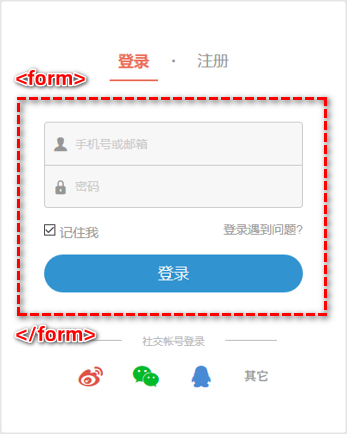 登录 · 注册
<form>
手机号或邮箱
密码
记住我 登录遇到问题?
登录
</form>
社交帐号登录
其它